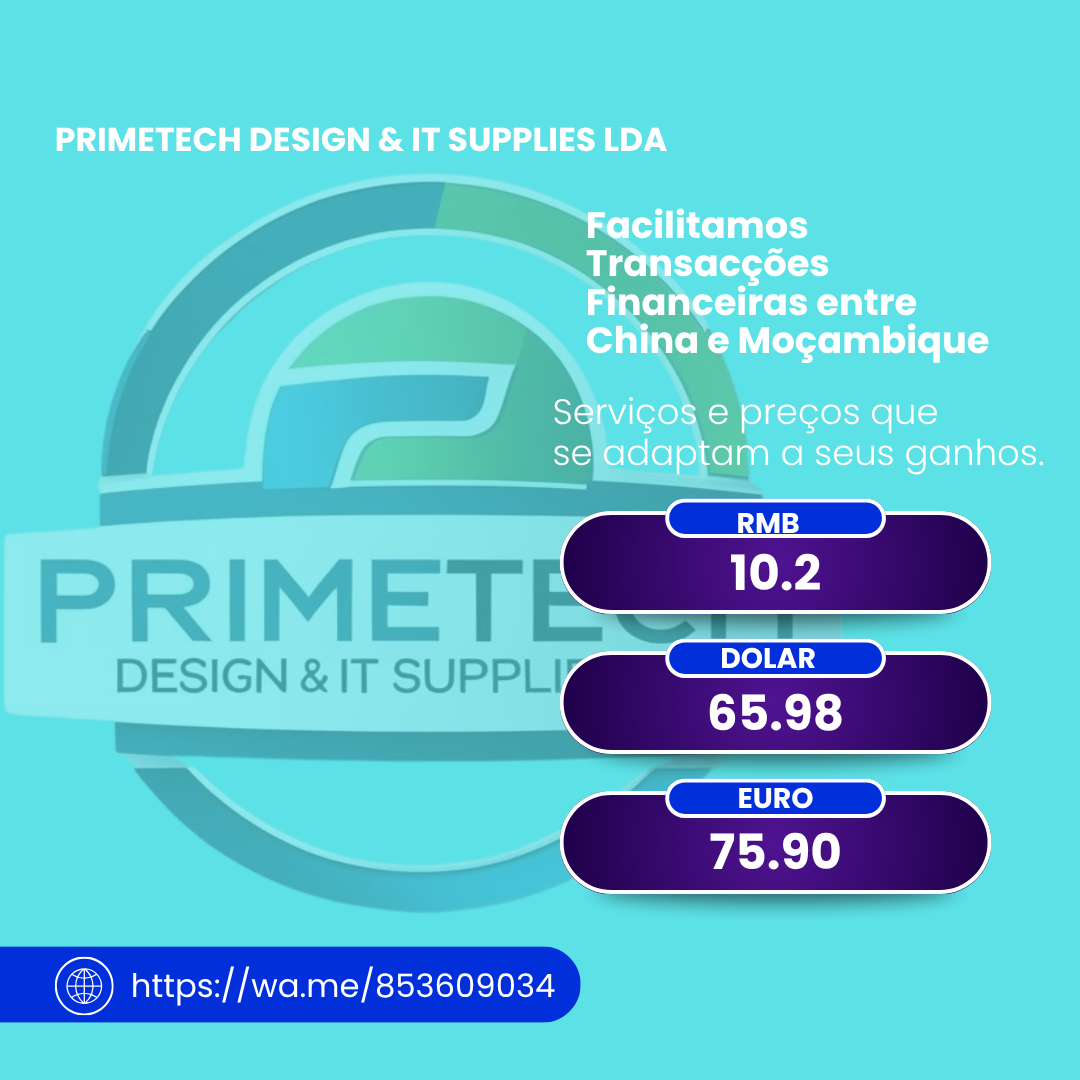 PRIMETECH DESIGN & IT SUPPLIES LDA
Facilitamos
Transacções
Financeiras entre
China e Moçambique
Serviços e preços que
se adaptam a seus ganhos.
RMB
10.2
PRIMETECH
DESIGN & IT SUPPLIE
DOLAR
65.98
EURO
75.90
https://wa.me/853609034